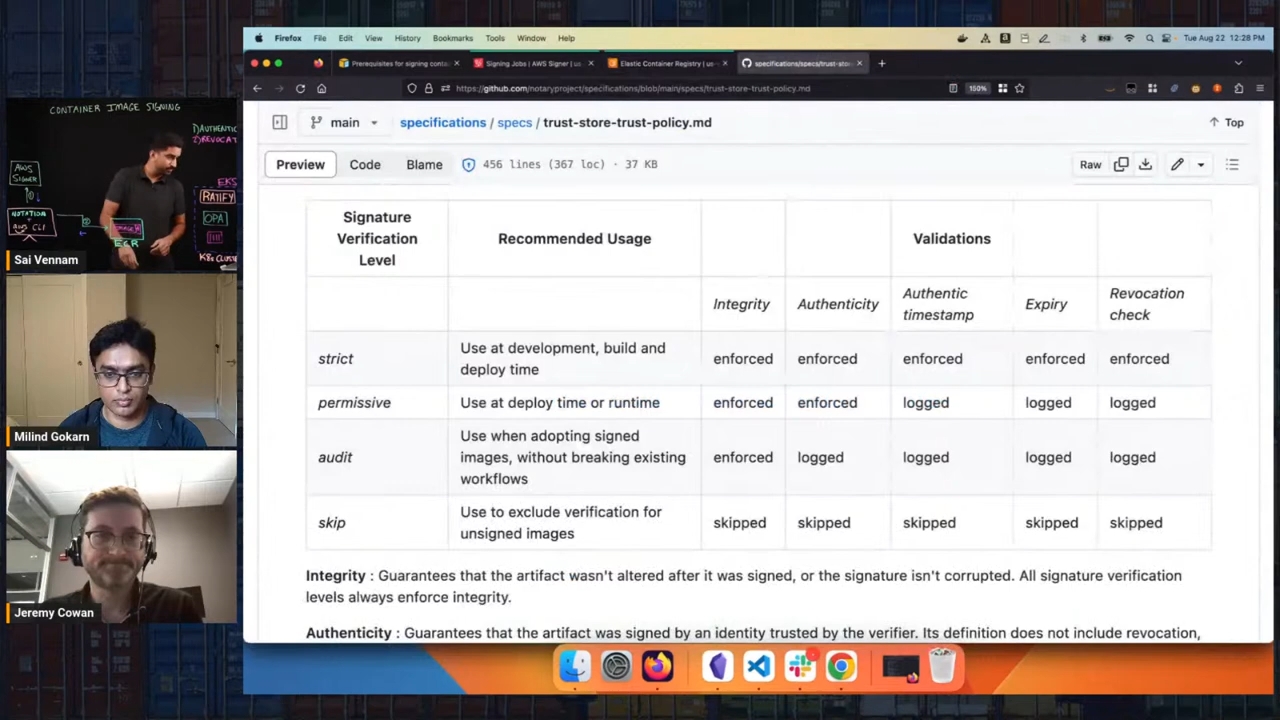 Firefox File Edit View History Bookmarks Tools Window Help
Tue Aug 22 12:28 PM
Prerequisites for signing conta
Signing Jobs | AWS Signer | us
Elastic Container Registry | us-
specifications/specs/trust-stor
https://github.com/notaryproject/specifications/blob/main/specs/trust-store-trust-policy.md
150%
main
specifications / specs / trust-store-trust-policy.md
Top
Preview Code Blame
456 lines (367 loc) · 37 KB
Raw
Signature Verification Level
Recommended Usage
Validations
Integrity
Authenticity
Authentic timestamp
Expiry
Revocation check
strict
Use at development, build and deploy time
enforced enforced enforced enforced enforced
permissive
Use at deploy time or runtime
enforced enforced logged logged logged
audit
Use when adopting signed images, without breaking existing workflows
enforced logged logged logged logged
skip
Use to exclude verification for unsigned images
skipped skipped skipped skipped skipped
Integrity : Guarantees that the artifact wasn't altered after it was signed, or the signature isn't corrupted. All signature verification
levels always enforce integrity.
Authenticity : Guarantees that the artifact was signed by an identity trusted by the verifier. Its definition does not include revocation,
CONTAINER IMAGE SIGNING
1) AUTHENTIC
2) REVOCAT
AWS
SIGNER
NOTATION
+
AWS CLI
ECR
EKS
RATIFY
OPA
K8s CLUS
Sai Vennam
Milind Gokarn
Jeremy Cowan